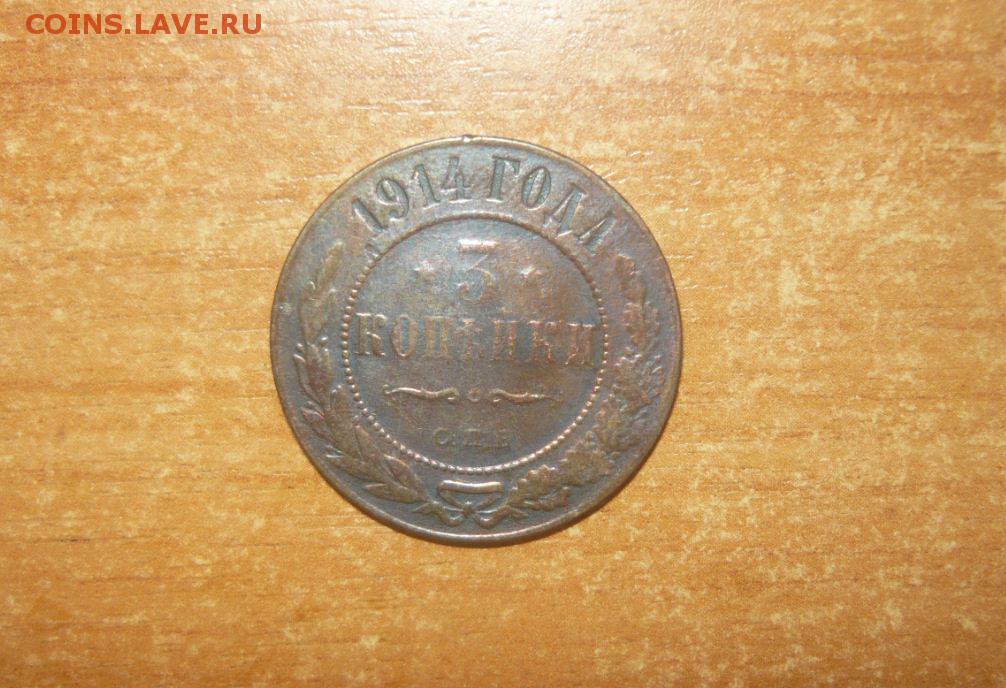 COINS.LAVE.RU
1914 ГОДА
3
КОПѢЙКИ
С.П.Б.